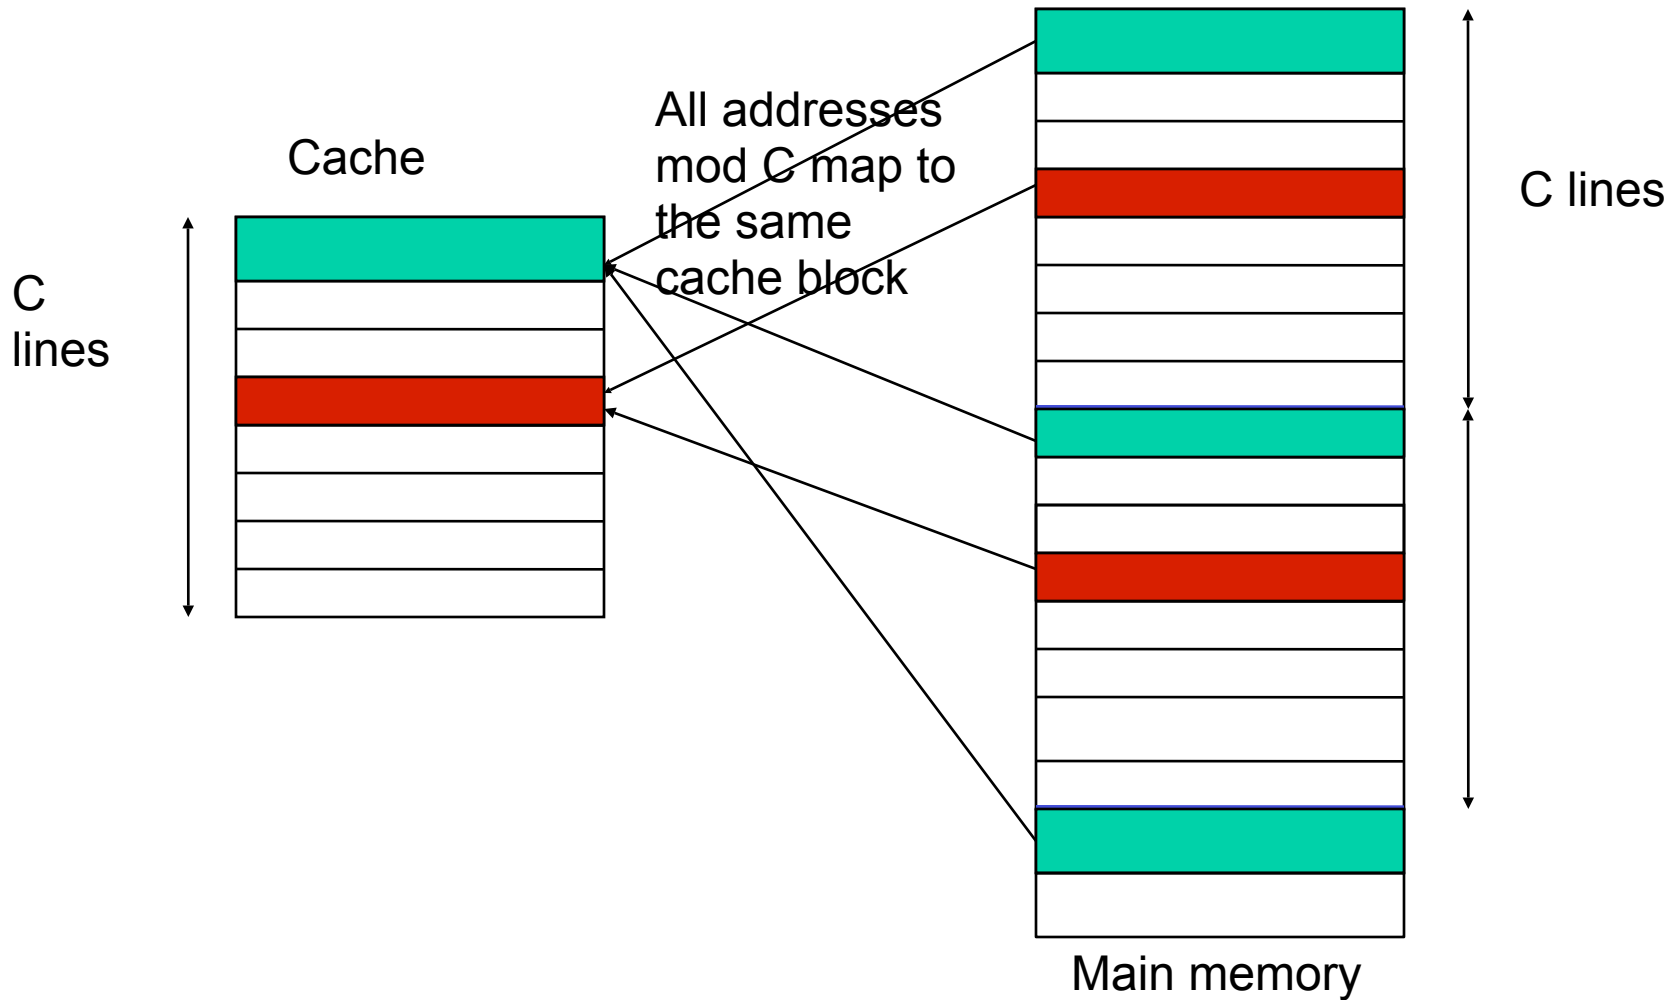 Cache
C
lines
All addresses
mod C map to
the same
cache block
C lines
Main memory